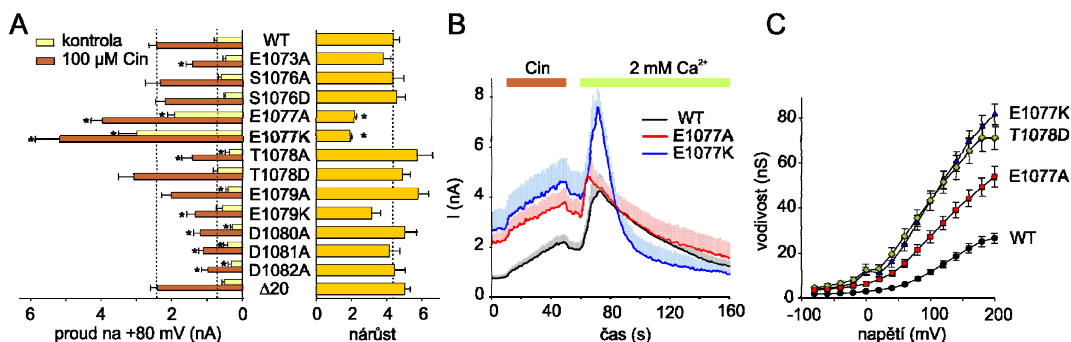 A
kontrola
100 µM Cin
WT
E1073A
S1076A
S1076D
E1077A
E1077K
T1078A
T1078D
E1079A
E1079K
D1080A
D1081A
D1082A
Δ20
6 4 2 0
proud na +80 mV (nA)
0 2 4 6
nárůst
B
Cin
2 mM Ca²⁺
WT
E1077A
E1077K
8
6
4
2
0
I (nA)
0 40 80 120 160
čas (s)
C
E1077K
T1078D
E1077A
WT
80
60
40
20
0
vodivost (nS)
-100 0 100 200
napětí (mV)